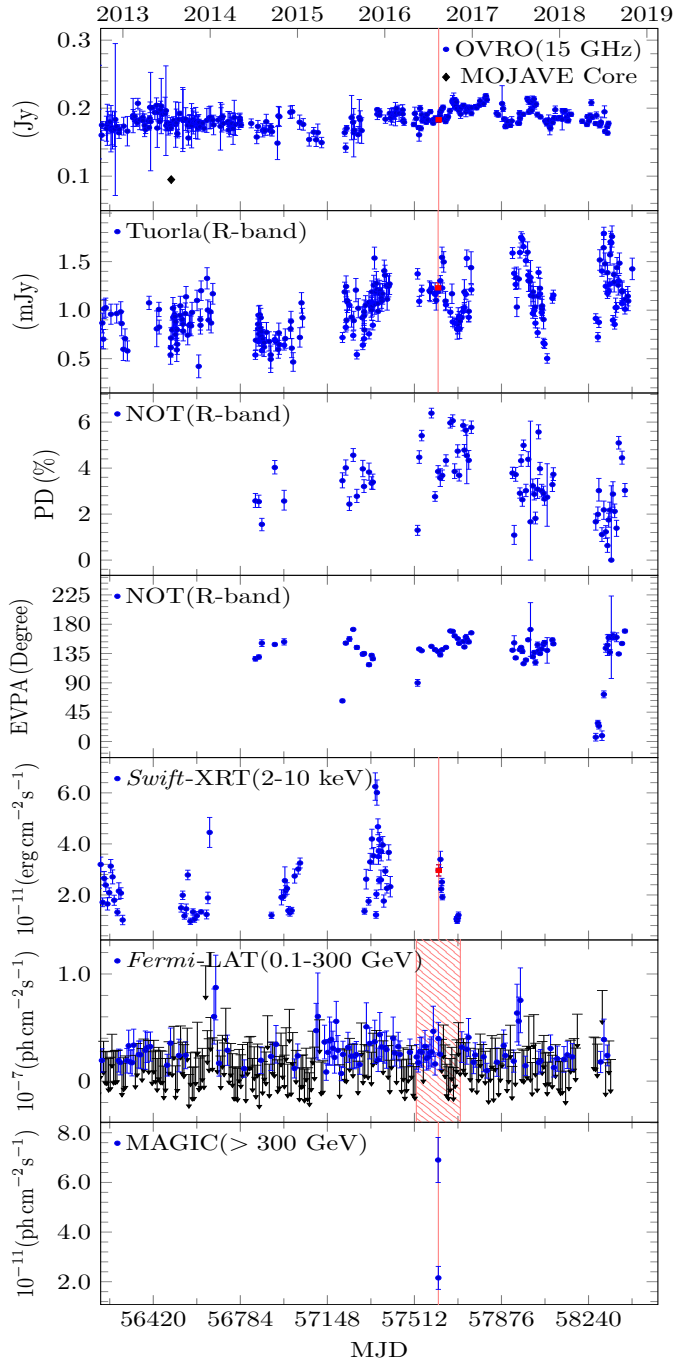 2013 2014 2015 2016 2017 2018 2019
OVRO(15 GHz)
MOJAVE Core
(Jy)
0.3
0.2
0.1
Tuorla(R-band)
(mJy)
1.5
1.0
0.5
NOT(R-band)
PD(%)
6
4
2
0
NOT(R-band)
EVPA(Degree)
225
180
135
90
45
0
Swift-XRT(2-10 keV)
10⁻¹¹(erg cm⁻²s⁻¹)
6.0
4.0
2.0
Fermi-LAT(0.1-300 GeV)
10⁻⁷(ph cm⁻²s⁻¹)
1.0
0
MAGIC(> 300 GeV)
10⁻¹¹(ph cm⁻²s⁻¹)
8.0
6.0
4.0
2.0
56420 56784 57148 57512 57876 58240
MJD